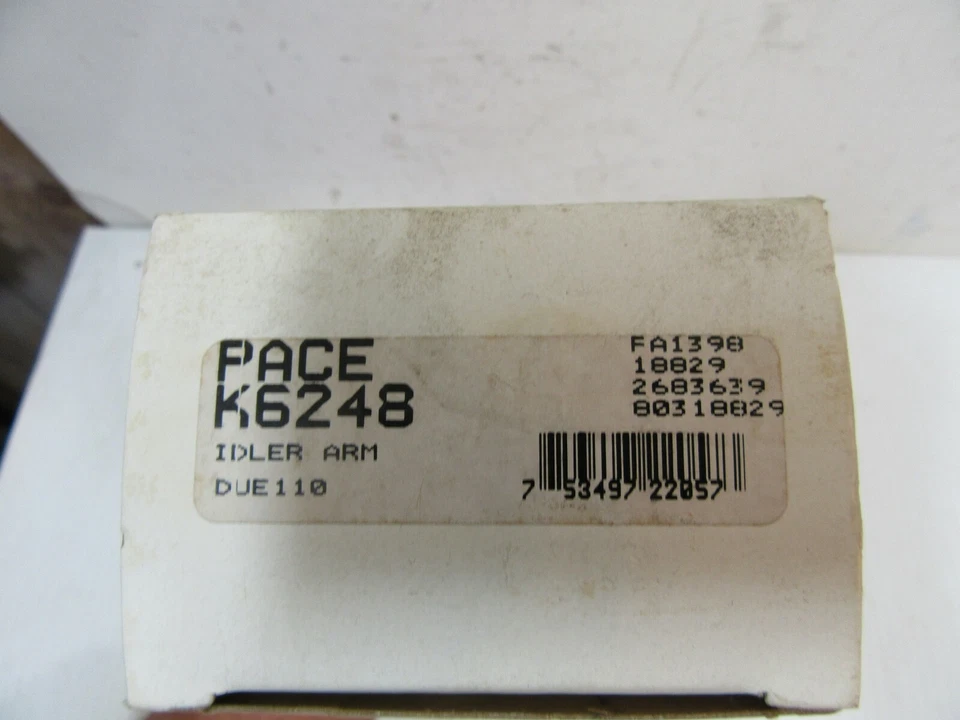 PACE
K6248
IDLER ARM
DUE110
FA1398
18829
2683639
80318829
7 53497 22057